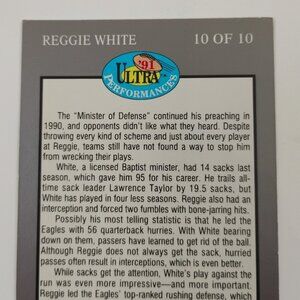 REGGIE WHITE
10 OF 10
'91
ULTRA
PERFORMANCES
The "Minister of Defense" continued his preaching in
1990, and opponents didn't like what they heard. Despite
throwing every kind of scheme and just about every player
at Reggie, teams still have not found a way to stop him
from wrecking their plays.
White, a licensed Baptist minister, had 14 sacks last
season, which gave him 95 for his career. He trails all-
time sack leader Lawrence Taylor by 19.5 sacks, but
White has played in four less seasons. Reggie also had an
interception and forced two fumbles with bone-jarring hits.
Possibly his most telling statistic is that he led the
Eagles with 56 quarterback hurries. With White bearing
down on them, passers have learned to get rid of the ball.
Although Reggie does not always get the sack, hurried
passes often result in interceptions, which is even better.
While sacks get the attention, White's play against the
run was even more impressive—and more important.
Reggie led the Eagles' top-ranked rushing defense, which